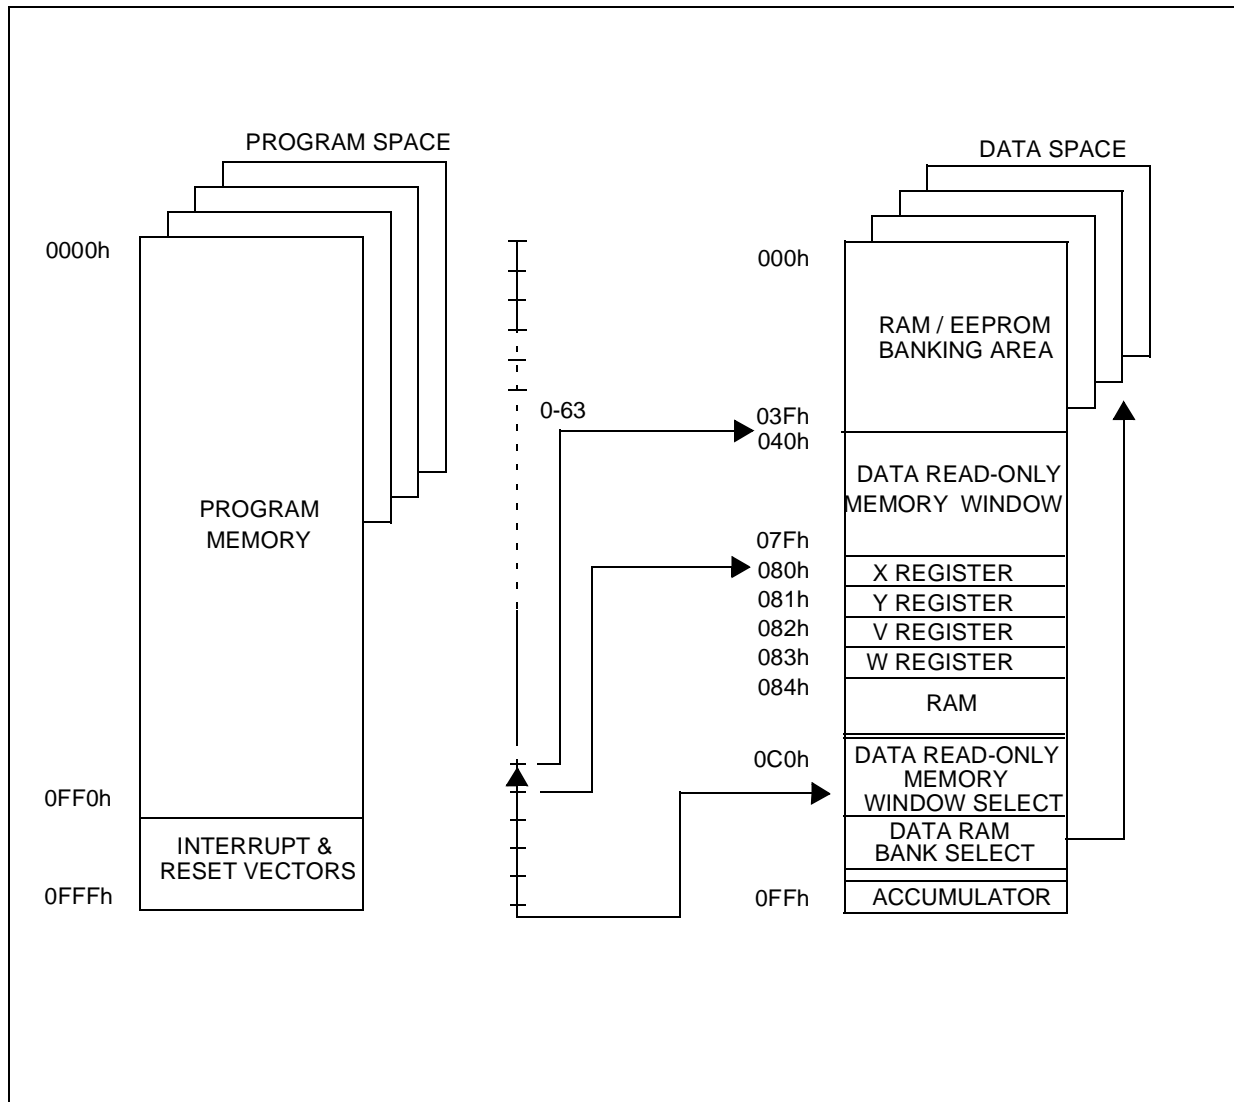 PROGRAM SPACE
0000h
PROGRAM
MEMORY
0FF0h
INTERRUPT &
RESET VECTORS
0FFFh
0-63
DATA SPACE
000h
RAM / EEPROM
BANKING AREA
03Fh
040h
DATA READ-ONLY
MEMORY WINDOW
07Fh
080h
X REGISTER
081h
Y REGISTER
082h
V REGISTER
083h
W REGISTER
084h
RAM
0C0h
DATA READ-ONLY
MEMORY
WINDOW SELECT
DATA RAM
BANK SELECT
0FFh
ACCUMULATOR